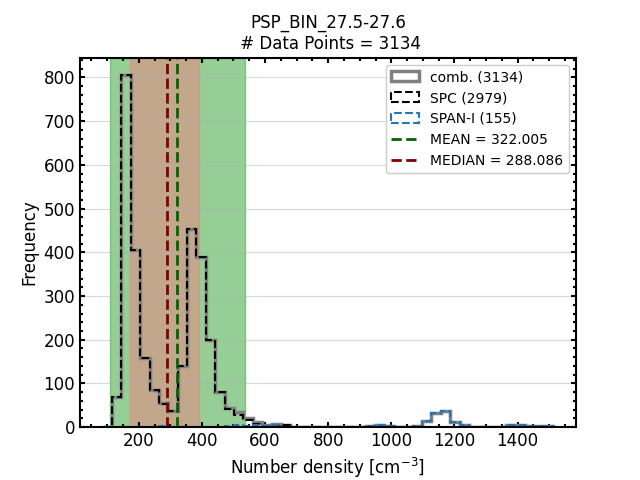 PSP_BIN_27.5-27.6
# Data Points = 3134
comb. (3134)
SPC (2979)
SPAN-I (155)
MEAN = 322.005
MEDIAN = 288.086
Frequency
800
700
600
500
400
300
200
100
0
200 400 600 800 1000 1200 1400
Number density [cm⁻³]